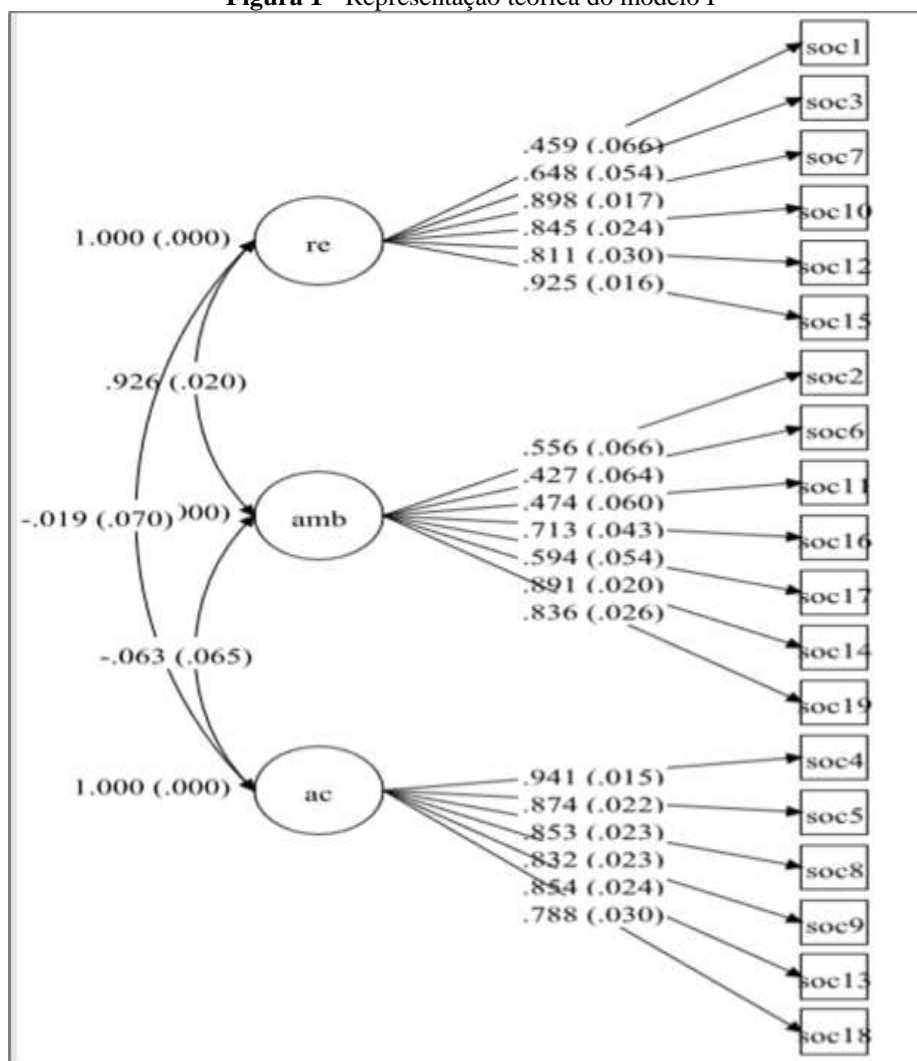 Figura 1 - Representação teórica do modelo I
soc1
soc3
.459 (.066)
soc7
.648 (.054)
.898 (.017)
soc10
.845 (.024)
1.000 (.000)
re
.811 (.030)
soc12
.925 (.016)
soc15
.926 (.020)
soc2
soc6
.556 (.066)
.427 (.064)
soc11
.474 (.060)
-.019 (.070)
00)
amb
.713 (.043)
soc16
.594 (.054)
.891 (.020)
soc17
.836 (.026)
soc14
-.063 (.065)
soc19
soc4
1.000 (.000)
ac
.941 (.015)
.874 (.022)
soc5
.853 (.023)
.832 (.023)
soc8
.854 (.024)
.788 (.030)
soc9
soc13
soc18